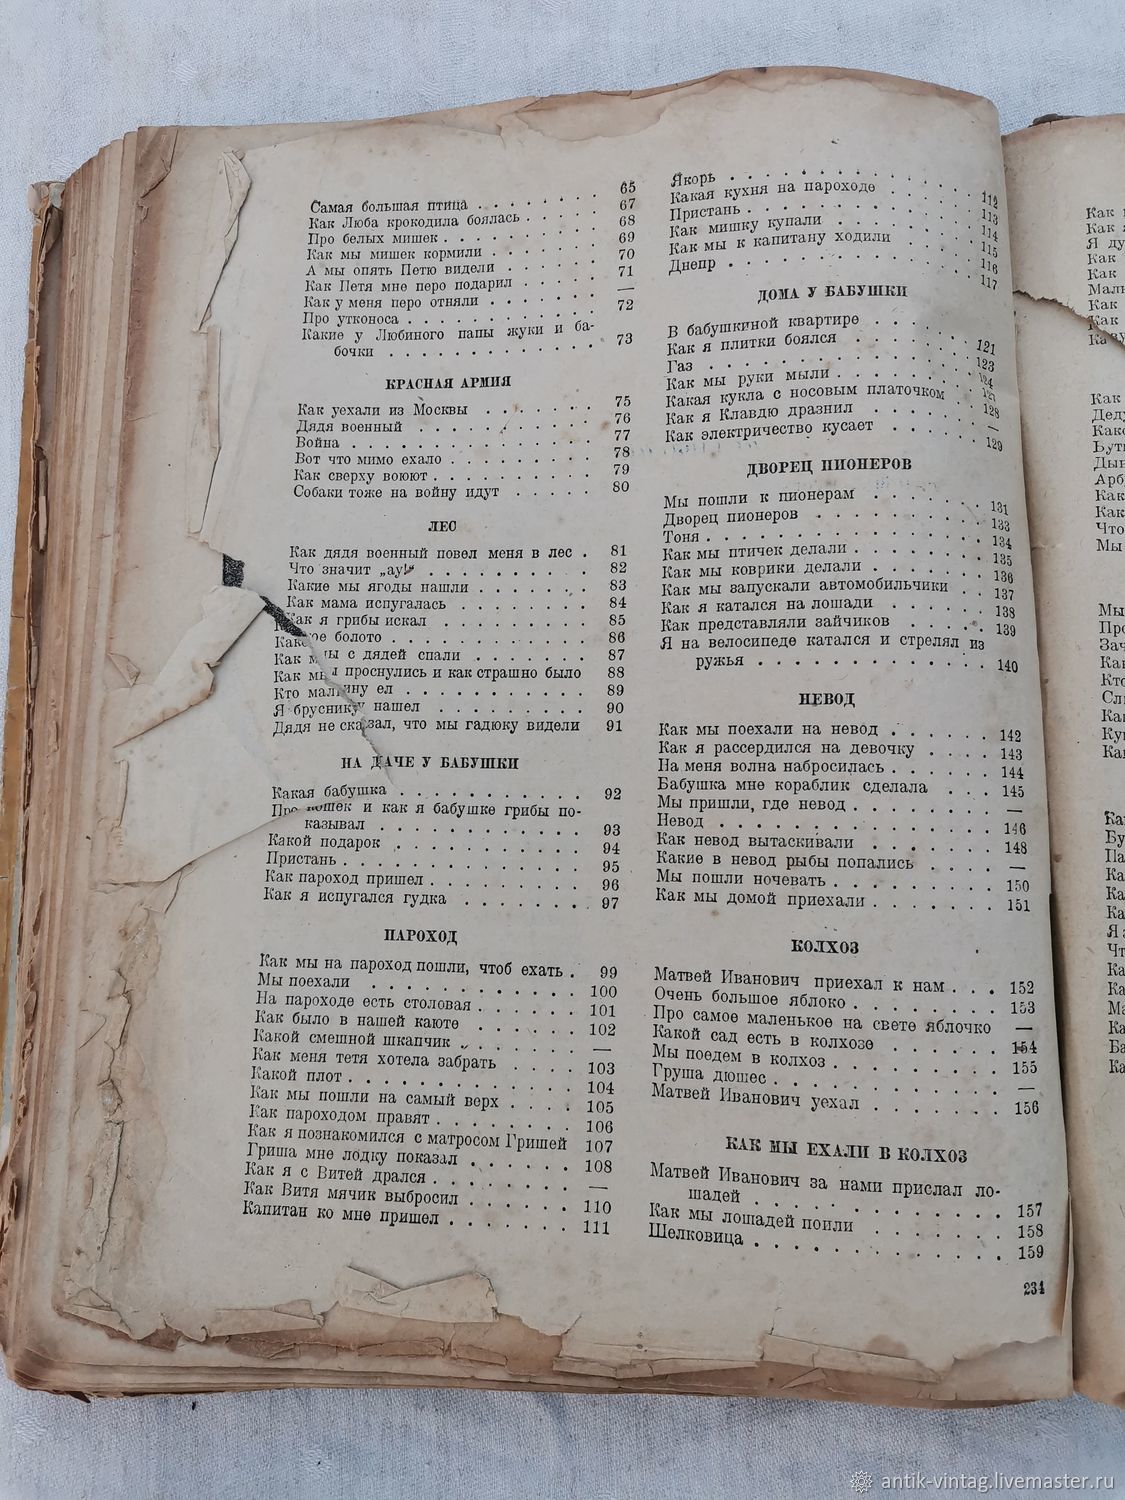 Самая большая птица . . . . . . . 65
Как Люба крокодила боялась . . . . . 67
Про белых мишек . . . . . . . . 68
Как мы мишек кормили . . . . . . 69
А мы опять Петю видели . . . . . . 70
Как Петя мне перо подарил . . . . . 71
Как у меня перо отняли . . . . . . —
Про утконоса . . . . . . . . . 72
Какие у Любиного папы жуки и ба-
бочки . . . . . . . . . . . 73
КРАСНАЯ АРМИЯ
Как уехали из Москвы . . . . . . 75
Дядя военный . . . . . . . . . 76
Война . . . . . . . . . . . . 77
Вот что мимо ехало . . . . . . . . 78
Как сверху воюют . . . . . . . . . 79
Собаки тоже на войну идут . . . . . 80
ЛЕС
Как дядя военный повел меня в лес . 81
Что значит „ау!“ . . . . . . . . . 82
Какие мы ягоды нашли . . . . . . . 83
Как мама испугалась . . . . . . . . 84
Как я грибы искал . . . . . . . . 85
болото . . . . . . . . . . 86
Как мы с дядей спали . . . . . . . 87
Как мы проснулись и как страшно было 88
Кто малину ел . . . . . . . . . . 89
Я бруснику нашел . . . . . . . . . 90
Дядя не сказал, что мы гадюку видели 91
НА ДАЧЕ У БАБУШКИ
Какая бабушка . . . . . . . . . . 92
Про кошек и как я бабушке грибы по-
казывал . . . . . . . . . . . 93
Какой подарок . . . . . . . . . . 94
Пристань . . . . . . . . . . . . 95
Как пароход пришел . . . . . . . . 96
Как я испугался гудка . . . . . . . 97
ПАРОХОД
Как мы на пароход пошли, чтоб ехать . 99
Мы поехали . . . . . . . . . . . 100
На пароходе есть столовая . . . . . . 101
Как было в нашей каюте . . . . . . 102
Какой смешной шкапчик . . . . . . . —
Как меня тетя хотела забрать . . . . 103
Какой плот . . . . . . . . . . . . 104
Как мы пошли на самый верх . . . . 105
Как пароходом правят . . . . . . . . 106
Как я познакомился с матросом Гришей 107
Гриша мне лодку показал . . . . . . 108
Как я с Витей дрался . . . . . . . . —
Как Витя мячик выбросил . . . . . . 110
Капитан ко мне пришел . . . . . . . 111
Якорь . . . . . . . . . . . .
Какая кухня на пароходе . . . . . 112
Пристань . . . . . . . . . . . 113
Как мишку купали . . . . . . . 114
Как мы к капитану ходили . . . . 115
Днепр . . . . . . . . . . . . 116
117
ДОМА У БАБУШКИ
В бабушкиной квартире . . . . . . 121
Как я плитки боялся . . . . . . . 123
Газ . . . . . . . . . . . . . 124
Как мы руки мыли . . . . . . . .
Какая кукла с носовым платочком . . 128
Как я Клавдю дразнил . . . . . . —
Как электричество кусает . . . . . . 129
ДВОРЕЦ ПИОНЕРОВ
Мы пошли к пионерам . . . . . . . 131
Дворец пионеров . . . . . . . . . 133
Тоня . . . . . . . . . . . . . 134
Как мы птичек делали . . . . . . . 135
Как мы коврики делали . . . . . . . 136
Как мы запускали автомобильчики . . 137
Как я катался на лошади . . . . . . 138
Как представляли зайчиков . . . . . 139
Я на велосипеде катался и стрелял из
ружья . . . . . . . . . . . . 140
НЕВОД
Как мы поехали на невод . . . . . . 142
Как я рассердился на девочку . . . . 143
На меня волна набросилась . . . . . . 144
Бабушка мне кораблик сделала . . . 145
Мы пришли, где невод . . . . . . . . —
Невод . . . . . . . . . . . . . . 146
Как невод вытаскивали . . . . . . . 148
Какие в невод рыбы попались . . . . —
Мы пошли ночевать . . . . . . . . . 150
Как мы домой приехали . . . . . . . 151
КОЛХОЗ
Матвей Иванович приехал к нам . . . 152
Очень большое яблоко . . . . . . . . 153
Про самое маленькое на свете яблочко —
Какой сад есть в колхозе . . . . . . 154
Мы поедем в колхоз . . . . . . . . . 155
Груша дюшес . . . . . . . . . . . . —
Матвей Иванович уехал . . . . . . . 156
КАК МЫ ЕХАЛИ В КОЛХОЗ
Матвей Иванович за нами прислал ло-
шадей . . . . . . . . . . . . . 157
Как мы лошадей поили . . . . . . . 158
Шелковица . . . . . . . . . . . . . 159
234
antik-vintag.livemaster.ru